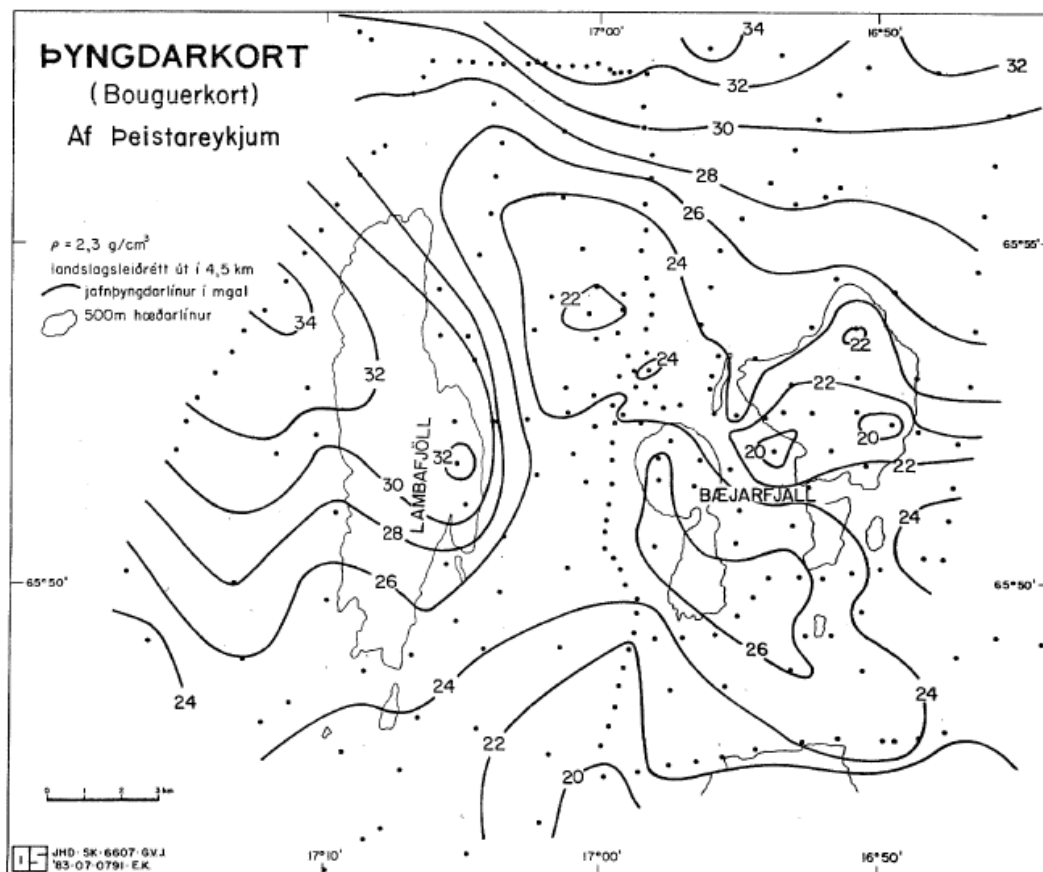 ÞYNGDARKORT
(Bouguerkort)
Af Þeistareykjum
ρ = 2,3 g/cm³
landslagsleiðrétt út í 4,5 km
jafnþyngdarlínur í mgal
500m hæðarlínur
17°00'
16°50'
34
32
32
30
28
26
65°55'
24
34
22
22
24
32
22
20
20
32
22
30
LAMBAFJÖLL
BÆJARFJALL
28
24
65°50'
26
65°50'
26
24
24
24
22
20
0 1 2 3 km
JHD-SK-6607-G.V.J.
'83-07-0791-E.K.
17°10'
17°00'
16°50'